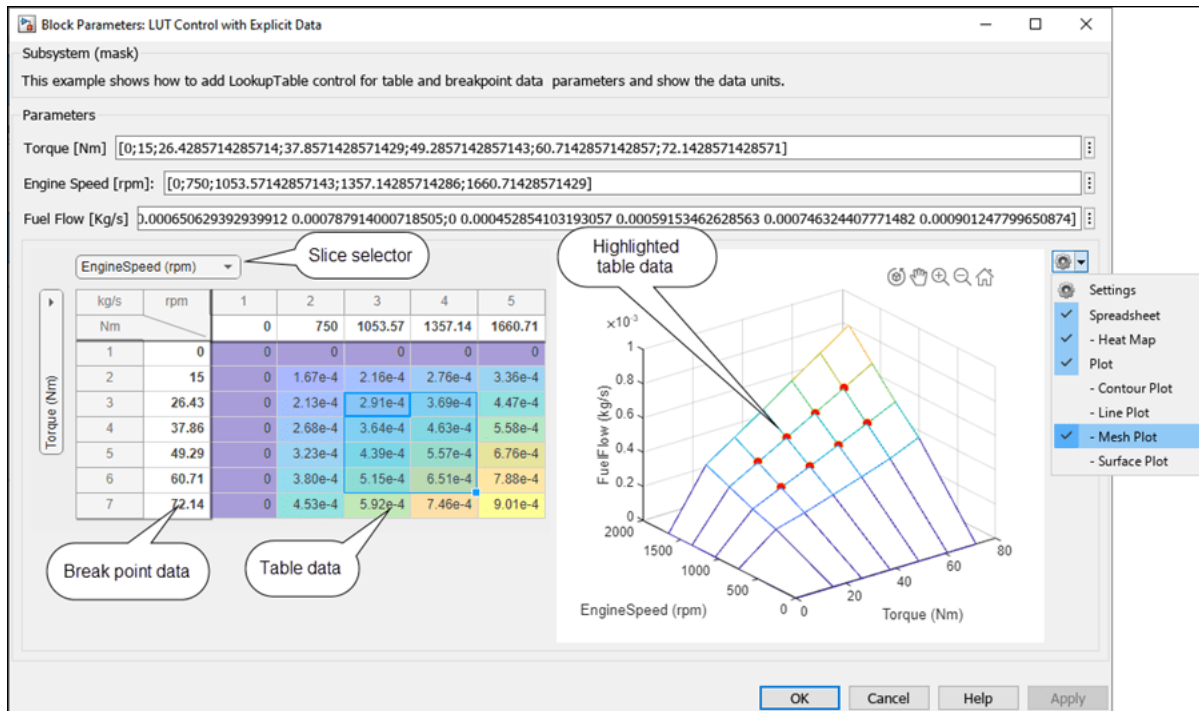 Block Parameters: LUT Control with Explicit Data
Subsystem (mask)
This example shows how to add LookupTable control for table and breakpoint data parameters and show the data units.
Parameters
Torque [Nm] [0;15;26.4285714285714;37.8571428571429;49.2857142857143;60.7142857142857;72.1428571428571]
Engine Speed [rpm]: [0;750;1053.57142857143;1357.14285714286;1660.71428571429]
Fuel Flow [Kg/s] 0.000650629392939912 0.000787914000718505;0 0.000452854103193057 0.00059153462628563 0.000746324407771482 0.000901247799650874]
EngineSpeed (rpm)
Slice selector
Highlighted
table data
kg/s rpm 1 2 3 4 5
Nm 0 750 1053.57 1357.14 1660.71
1 0 0 0 0 0 0
2 15 0 1.67e-4 2.16e-4 2.76e-4 3.36e-4
3 26.43 0 2.13e-4 2.91e-4 3.69e-4 4.47e-4
4 37.86 0 2.68e-4 3.64e-4 4.63e-4 5.58e-4
5 49.29 0 3.23e-4 4.39e-4 5.57e-4 6.76e-4
6 60.71 0 3.80e-4 5.15e-4 6.51e-4 7.88e-4
7 72.14 0 4.53e-4 5.92e-4 7.46e-4 9.01e-4
Torque (Nm)
Break point data
Table data
×10-3
1
0.8
0.6
0.4
0.2
0
FuelFlow (kg/s)
2000
1500
1000
500
0
EngineSpeed (rpm)
0
20
40
60
80
Torque (Nm)
Settings
Spreadsheet
- Heat Map
Plot
- Contour Plot
- Line Plot
- Mesh Plot
- Surface Plot
OK Cancel Help Apply